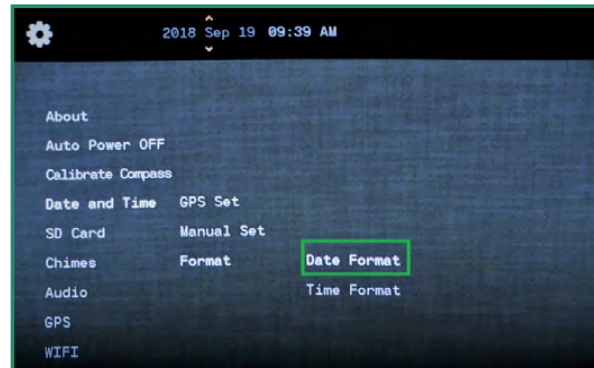 2018 Sep 19 09:39 AM
About
Auto Power OFF
Calibrate Compass
Date and Time GPS Set
SD Card Manual Set
Chimes Format Date Format
Audio Time Format
GPS
WIFI